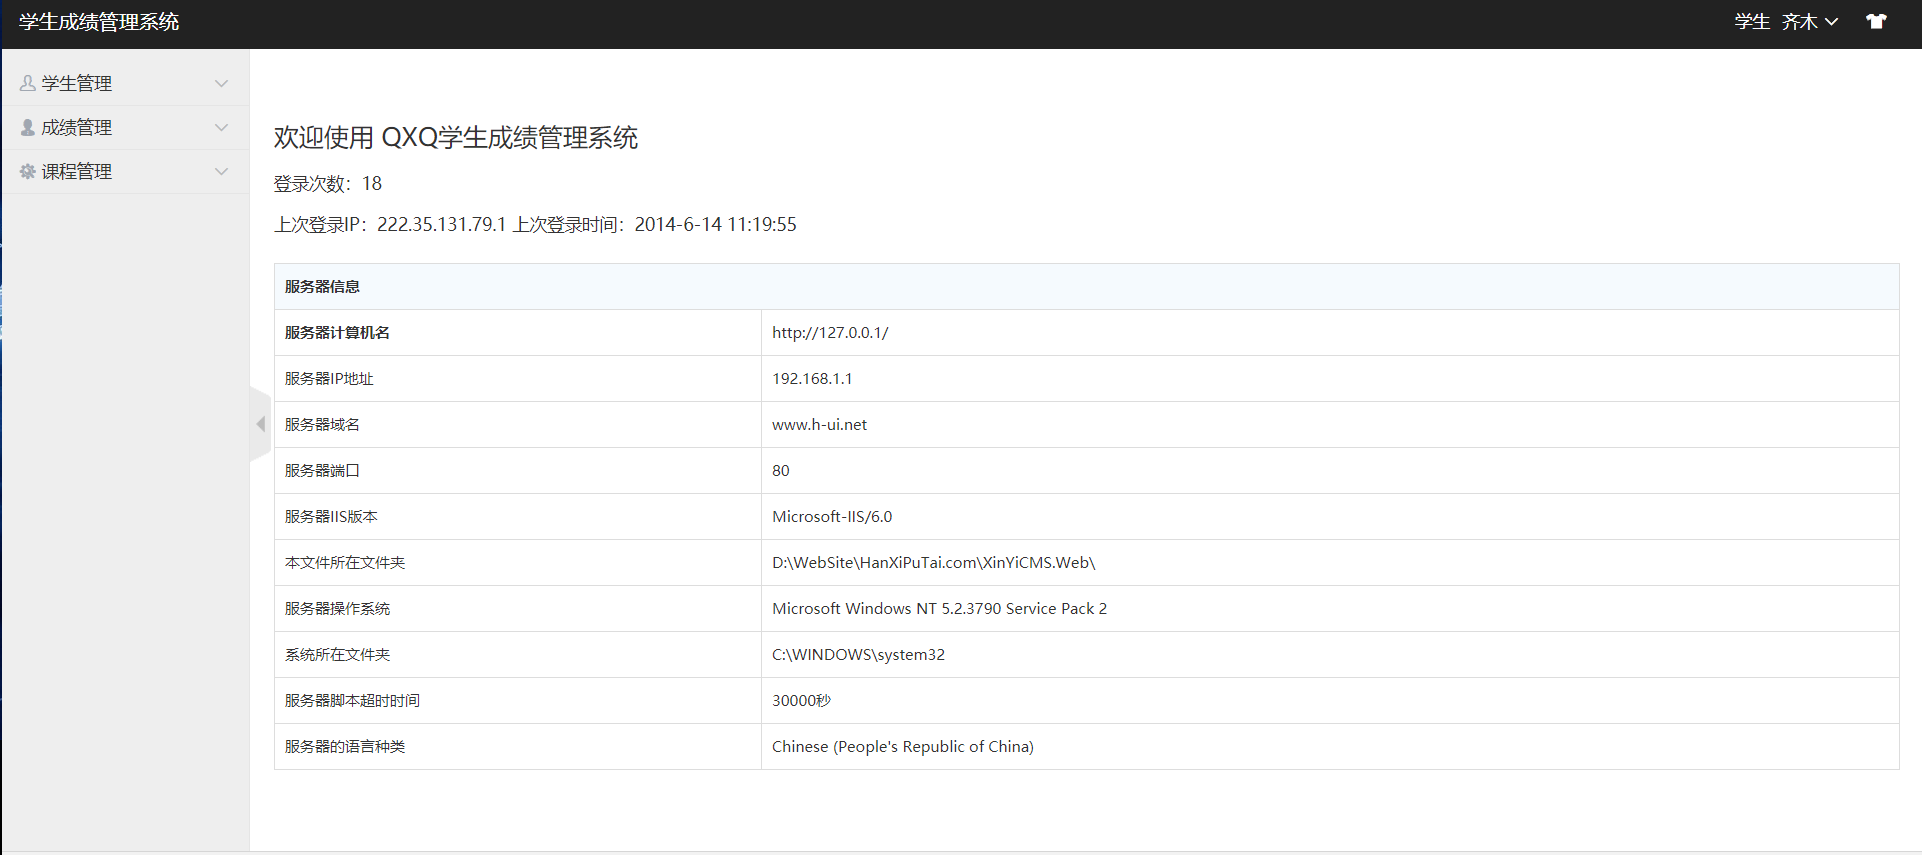 学生成绩管理系统
学生 齐木
学生管理
成绩管理
课程管理
欢迎使用 QXQ学生成绩管理系统
登录次数：18
上次登录IP：222.35.131.79.1 上次登录时间：2014-6-14 11:19:55
服务器信息
服务器计算机名 http://127.0.0.1/
服务器IP地址 192.168.1.1
服务器域名 www.h-ui.net
服务器端口 80
服务器IIS版本 Microsoft-IIS/6.0
本文件所在文件夹 D:\WebSite\HanXiPuTai.com\XinYiCMS.Web\
服务器操作系统 Microsoft Windows NT 5.2.3790 Service Pack 2
系统所在文件夹 C:\WINDOWS\system32
服务器脚本超时时间 30000秒
服务器的语言种类 Chinese (People's Republic of China)